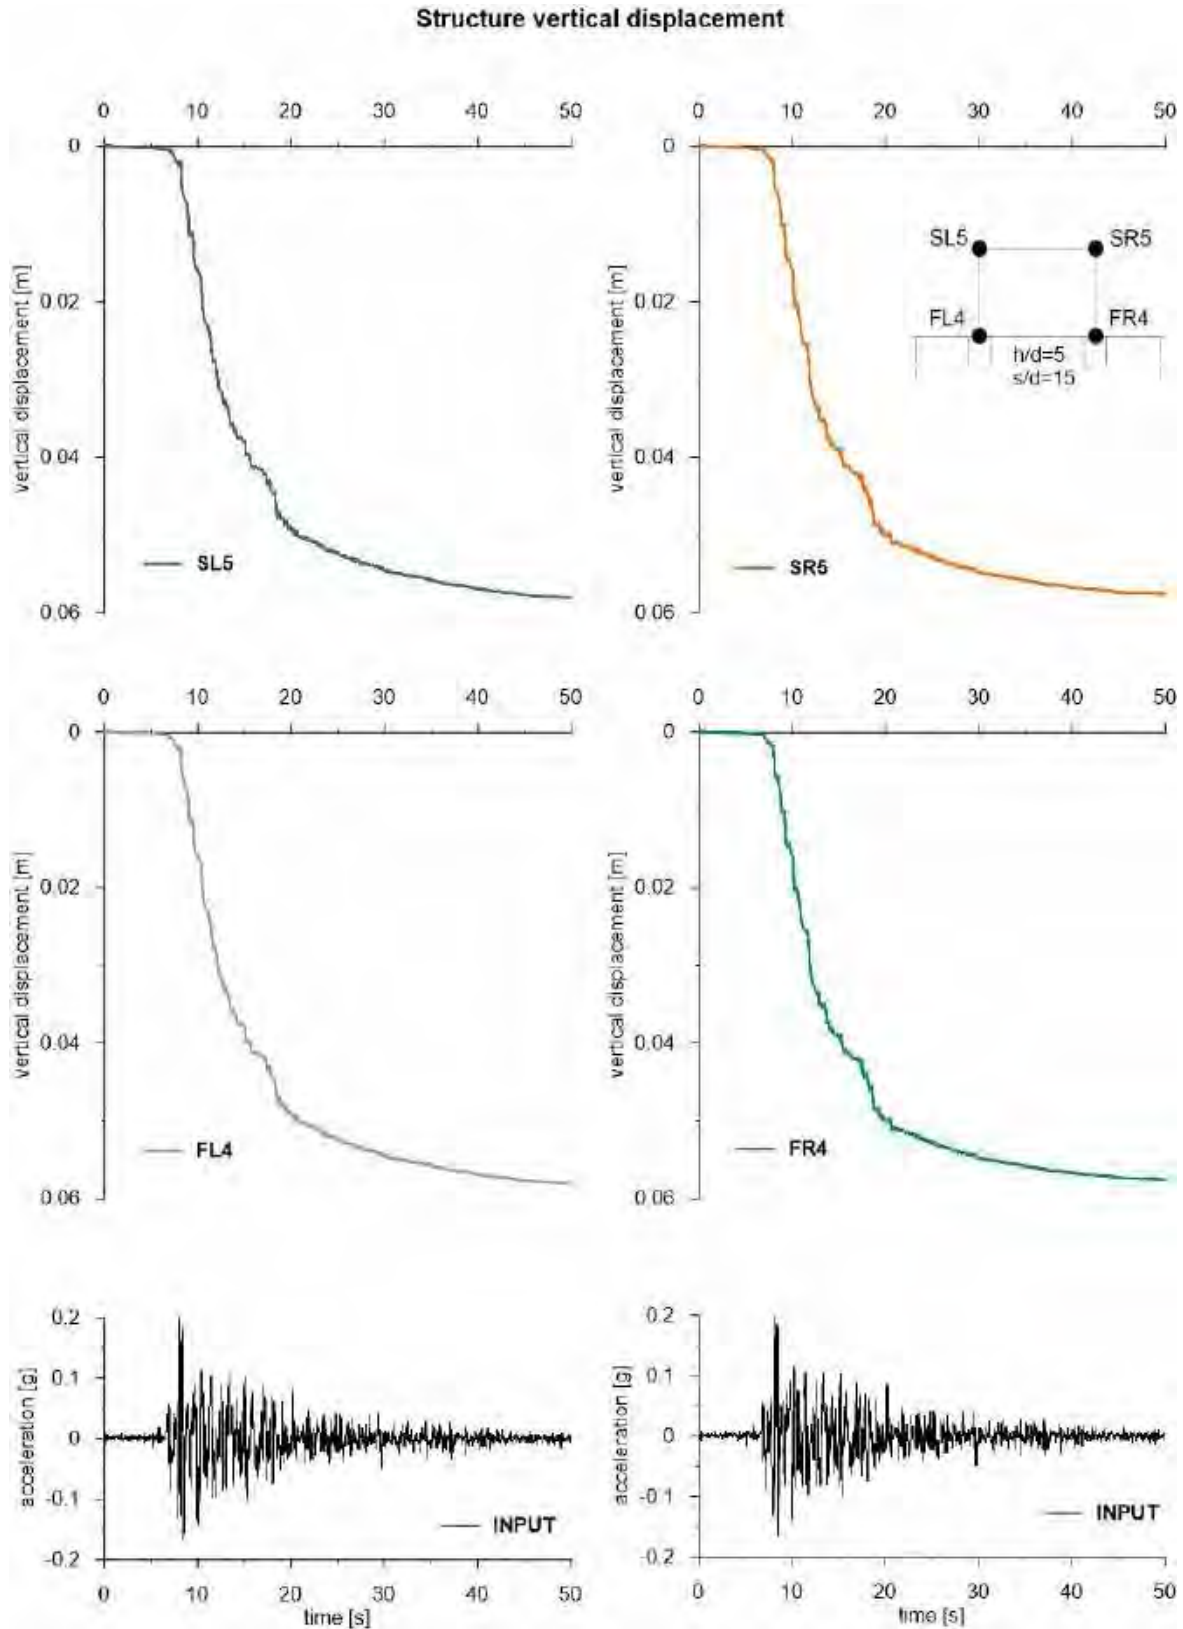 Structure vertical displacement
0 10 20 30 40 50
0
0.02
0.04
0.06
vertical displacement [m]
SL5
0 10 20 30 40 50
0
0.02
0.04
0.06
vertical displacement [m]
SL5 SR5
FL4 FR4
h/d=5
s/d=15
SR5
0 10 20 30 40 50
0
0.02
0.04
0.06
vertical displacement [m]
FL4
0 10 20 30 40 50
0
0.02
0.04
0.06
vertical displacement [m]
FR4
0.2
0.1
0
-0.1
-0.2
acceleration [g]
INPUT
0 10 20 30 40 50
time [s]
0.2
0.1
0
-0.1
-0.2
acceleration [g]
INPUT
0 10 20 30 40 50
time [s]